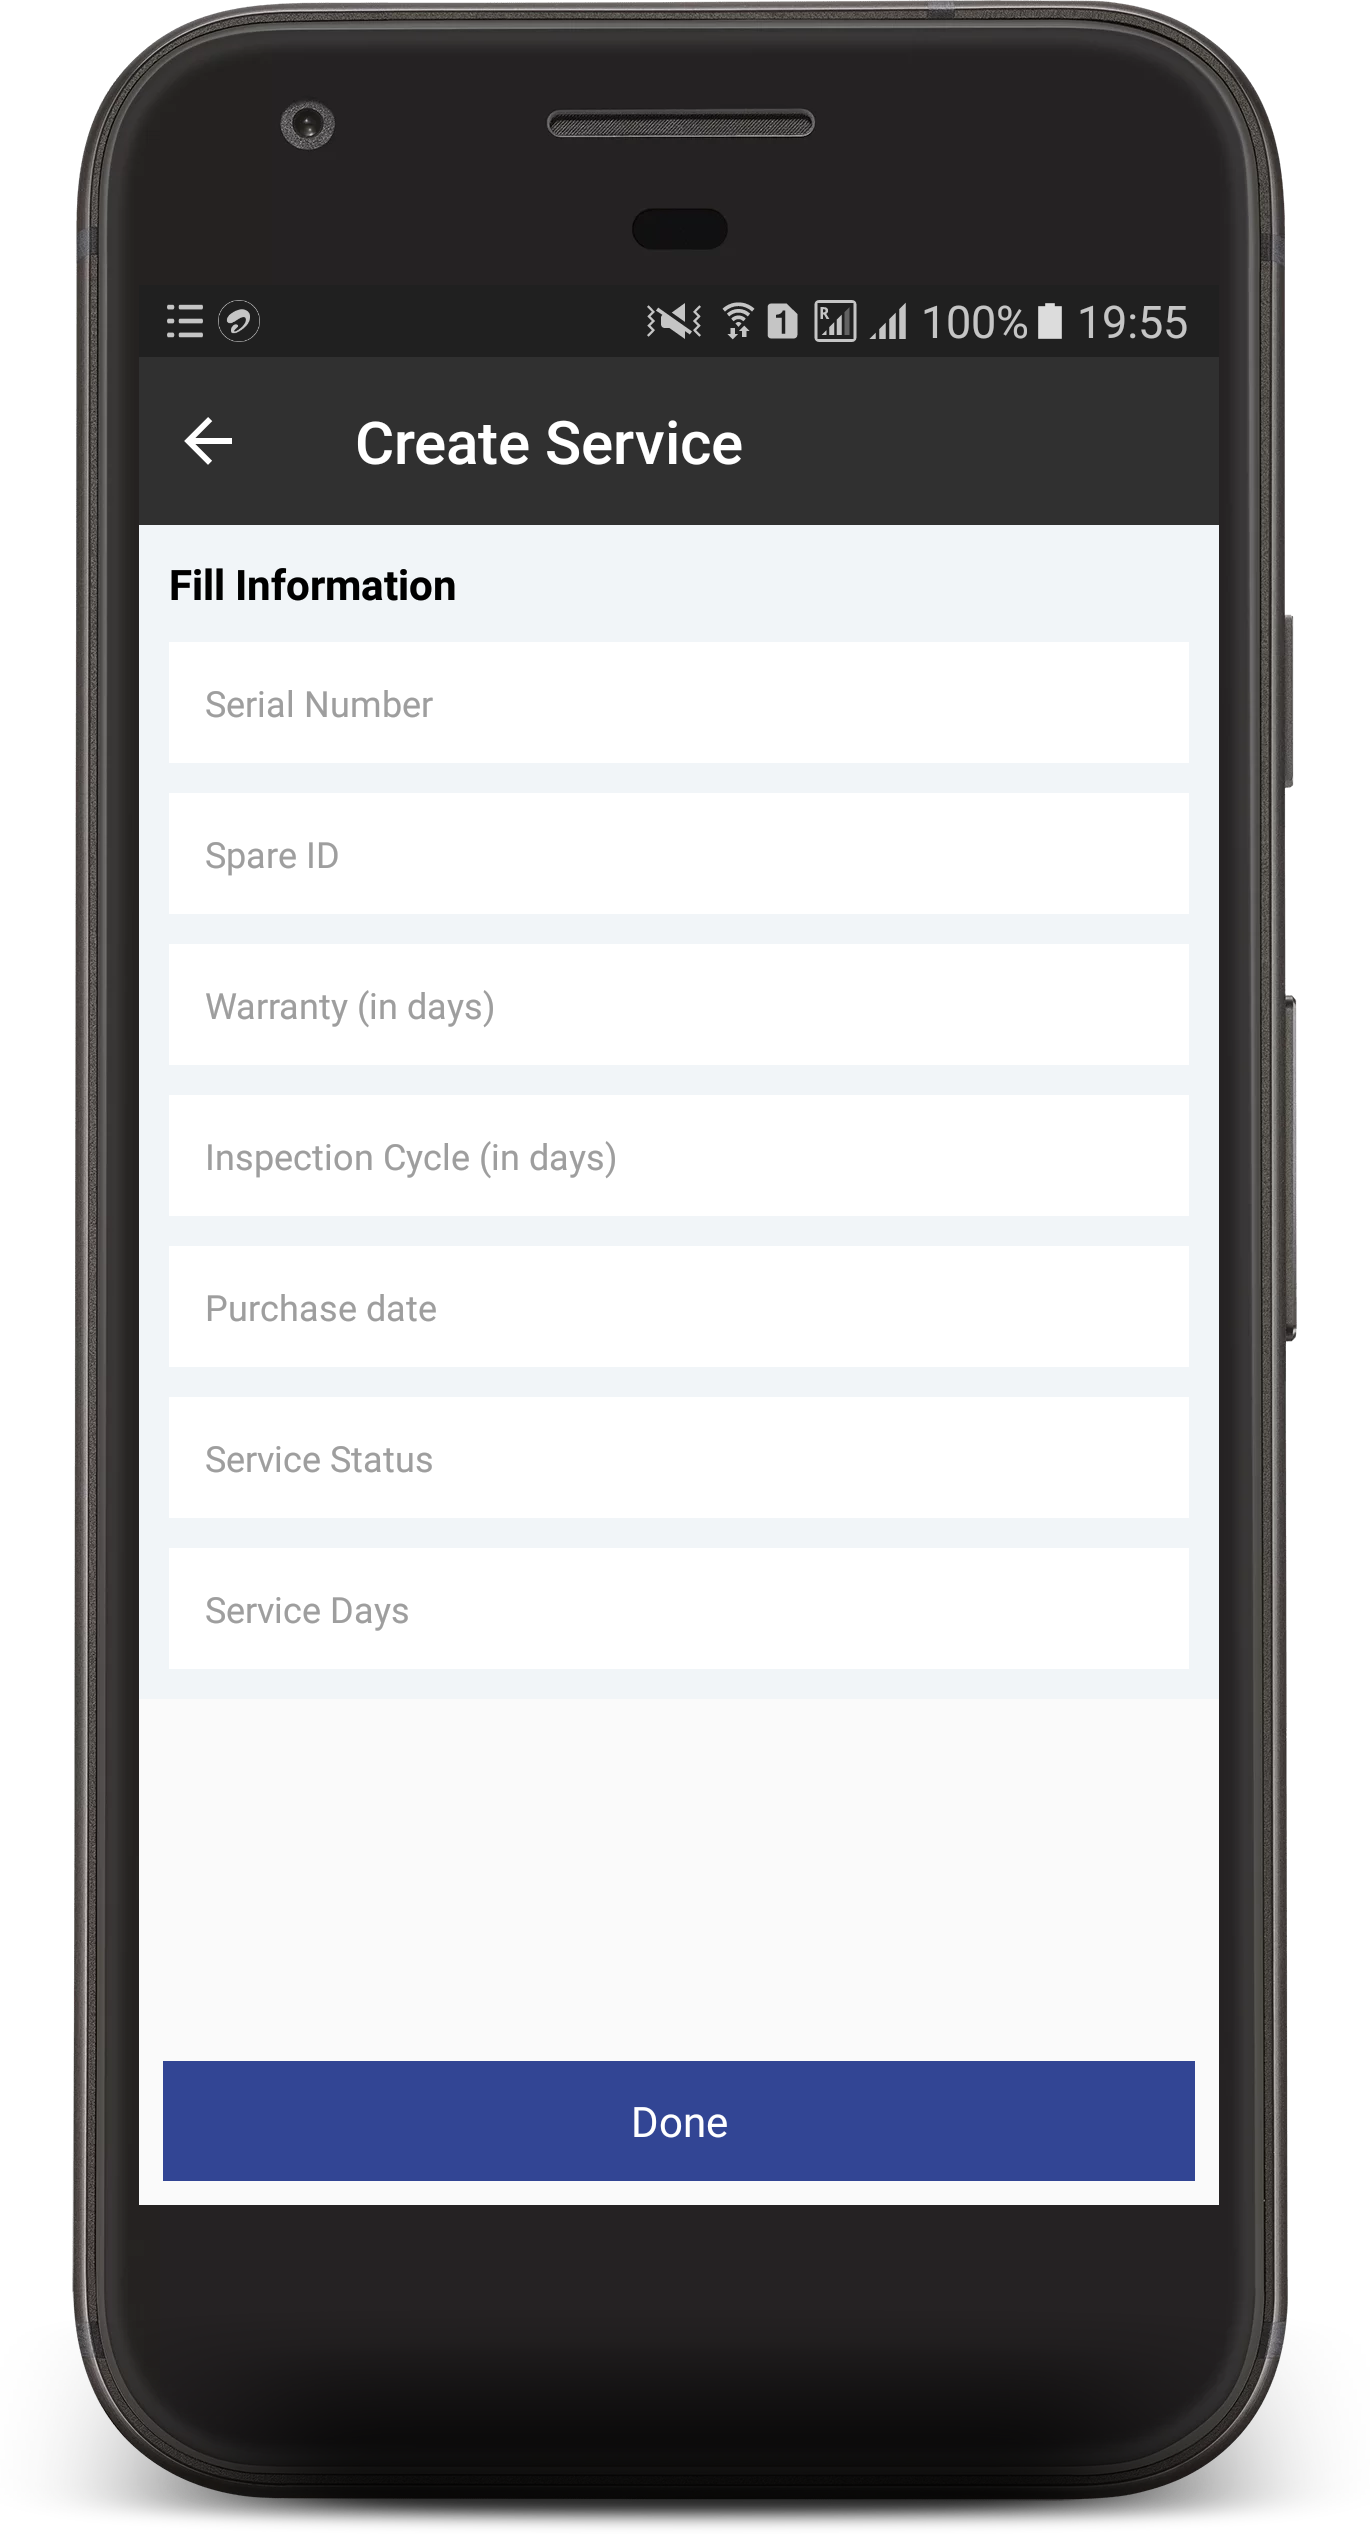 1 R 100% 19:55
Create Service
Fill Information
Serial Number
Spare ID
Warranty (in days)
Inspection Cycle (in days)
Purchase date
Service Status
Service Days
Done